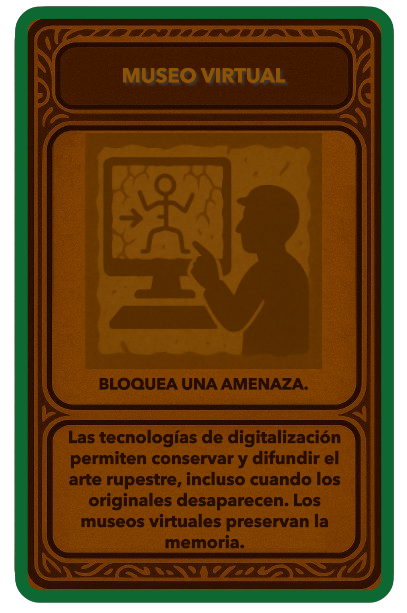 MUSEO VIRTUAL
BLOQUEA UNA AMENAZA.
Las tecnologías de digitalización
permiten conservar y difundir el
arte rupestre, incluso cuando los
originales desaparecen. Los
museos virtuales preservan la
memoria.